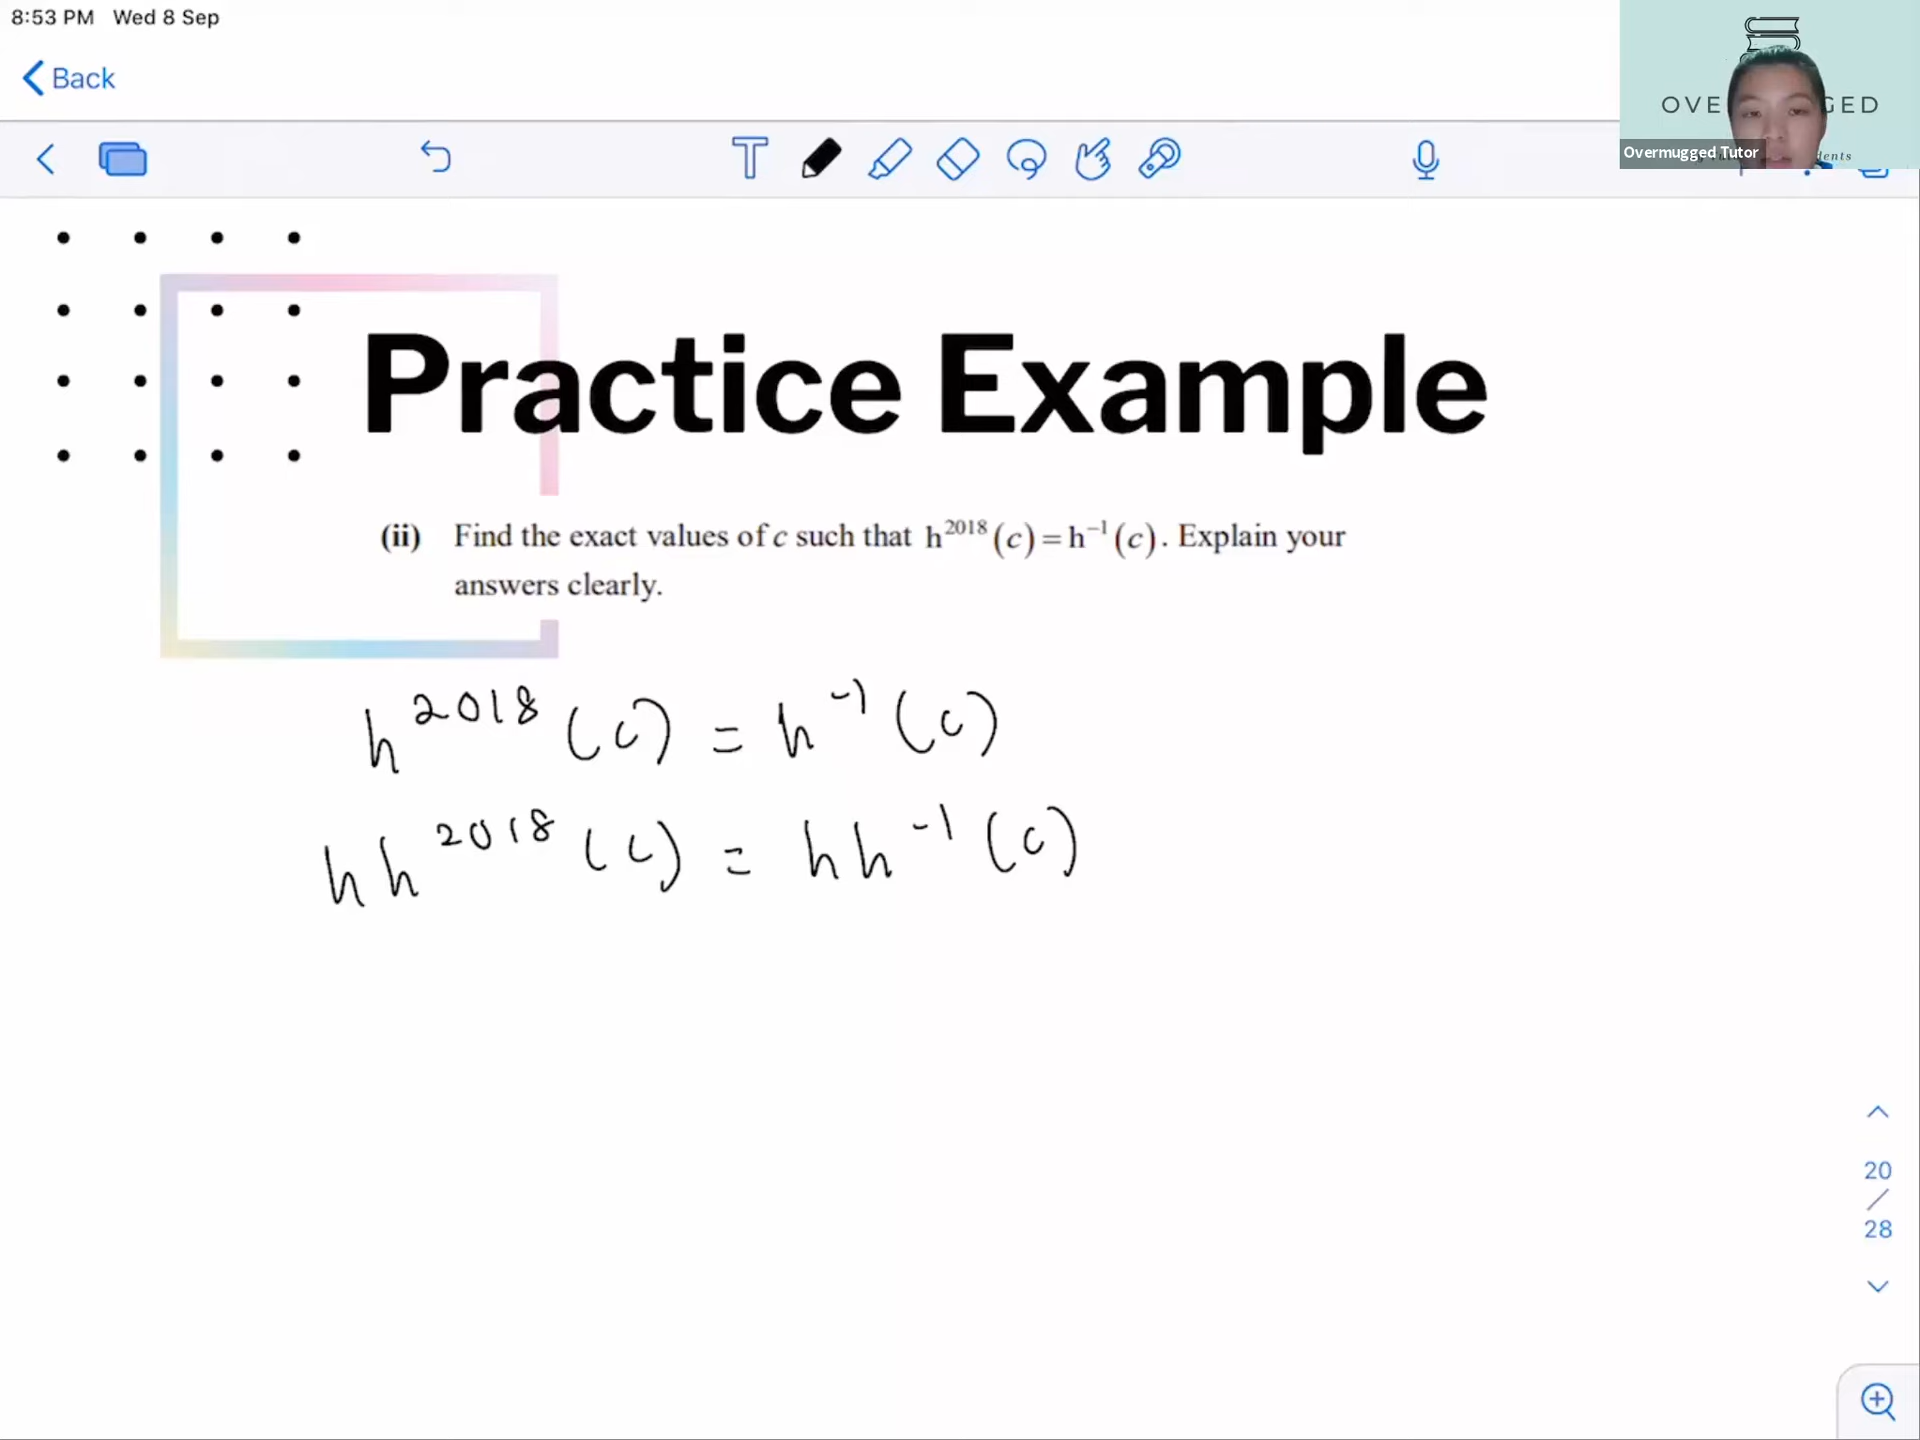 8:53 PM Wed 8 Sep
Back
OVE GED
Overmugged Tutor
Practice Example
(ii) Find the exact values of c such that h²⁰¹⁸(c)=h⁻¹(c). Explain your
answers clearly.
h²⁰¹⁸(c) = h⁻¹(c)
hh²⁰¹⁸(c) = hh⁻¹(c)
20
/
28